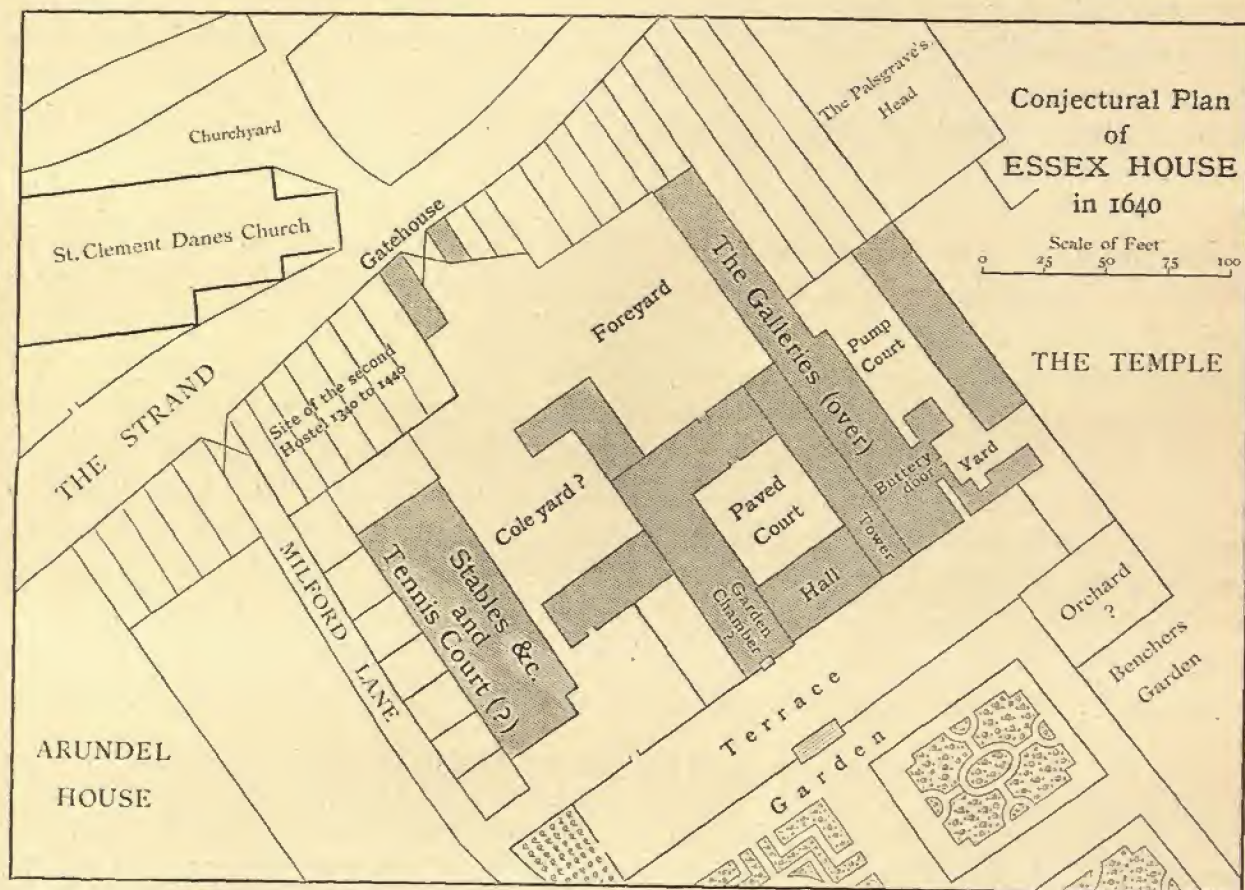 Conjectural Plan
of
ESSEX HOUSE
in 1640
Scale of Feet
0 25 50 75 100
The Palsgrave's
Head
Churchyard
St. Clement Danes Church
Gatehouse
THE STRAND
Site of the second
Hostel 1340 to 1440
Foreyard
The Galleries (over)
Pump
Court
THE TEMPLE
Buttery
door
Yard
Cole yard ?
Paved
Court
Tower
Hall
Garden
Chamber
?
Stables &c.
and
Tennis Court (?)
MILFORD LANE
ARUNDEL
HOUSE
Terrace
Garden
Orchard
?
Benchers
Garden